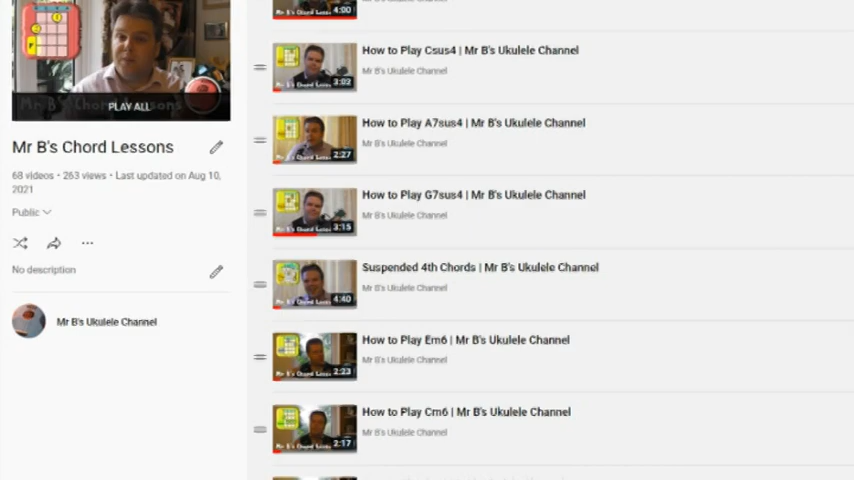 4:00
PLAY ALL
Mr B's Chord Lessons
68 videos • 263 views • Last updated on Aug 10,
2021
Public
No description
Mr B's Ukulele Channel
How to Play Csus4 | Mr B's Ukulele Channel
Mr B's Ukulele Channel
3:02
How to Play A7sus4 | Mr B's Ukulele Channel
Mr B's Ukulele Channel
2:27
How to Play G7sus4 | Mr B's Ukulele Channel
Mr B's Ukulele Channel
3:15
Suspended 4th Chords | Mr B's Ukulele Channel
Mr B's Ukulele Channel
4:40
How to Play Em6 | Mr B's Ukulele Channel
Mr B's Ukulele Channel
2:23
How to Play Cm6 | Mr B's Ukulele Channel
Mr B's Ukulele Channel
2:17